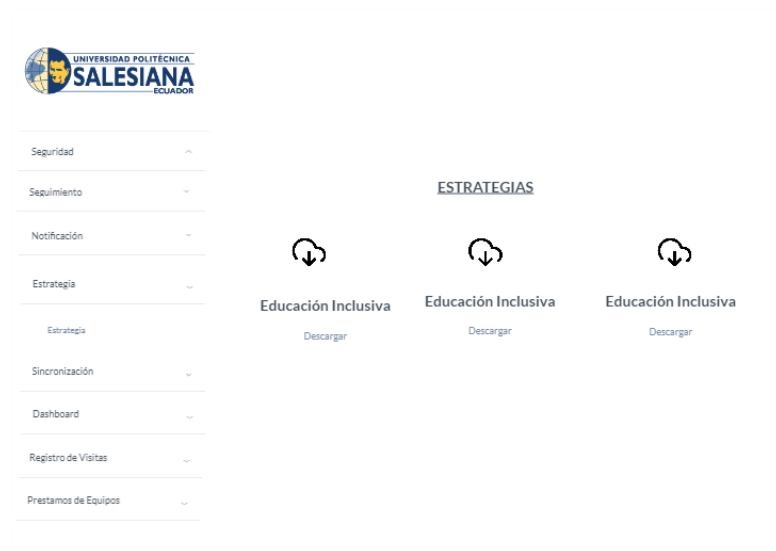 UNIVERSIDAD POLITÉCNICA
SALESIANA
ECUADOR
Seguridad
Seguimiento
Notificación
Estrategia
Estrategia
Sincronización
Dashboard
Registro de Visitas
Prestamos de Equipos
ESTRATEGIAS
Educación Inclusiva
Descargar
Educación Inclusiva
Descargar
Educación Inclusiva
Descargar